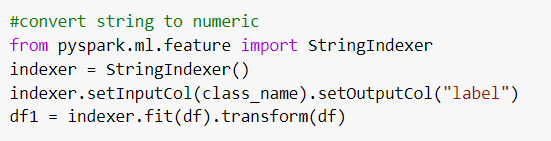 #convert string to numeric
from pyspark.ml.feature import StringIndexer
indexer = StringIndexer()
indexer.setInputCol(class_name).setOutputCol("label")
df1 = indexer.fit(df).transform(df)